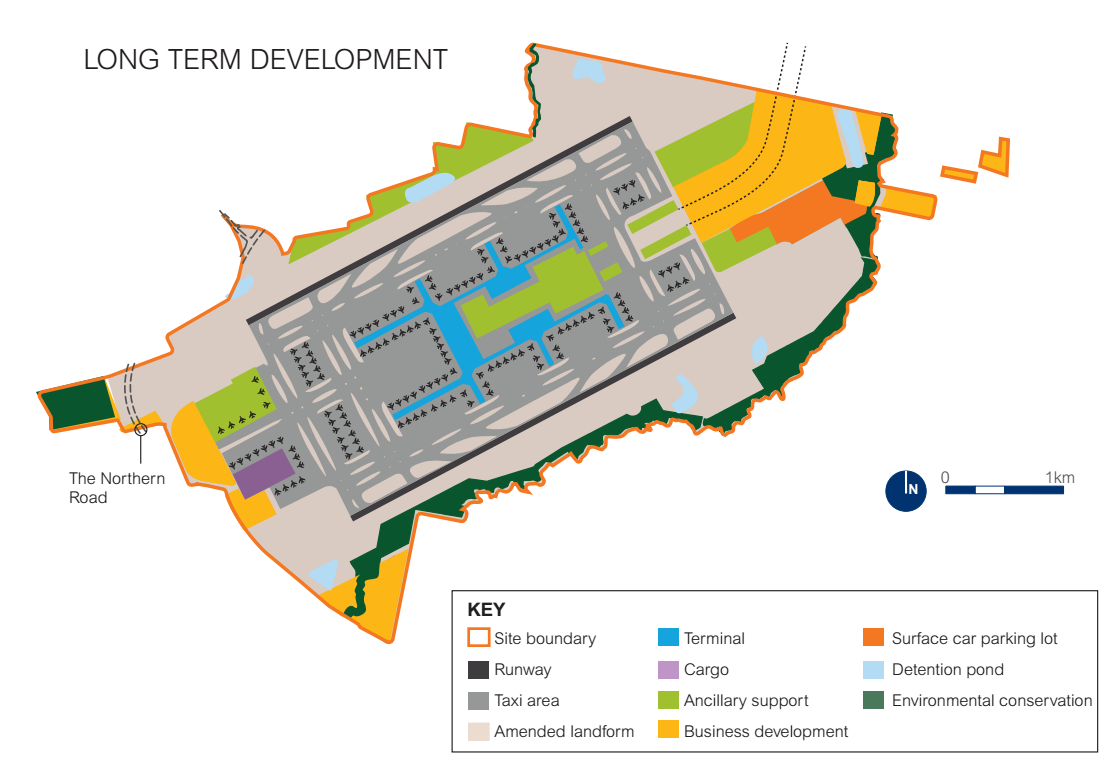 LONG TERM DEVELOPMENT
The Northern
Road
N
0 1km
KEY
Site boundary
Runway
Taxi area
Amended landform
Terminal
Cargo
Ancillary support
Business development
Surface car parking lot
Detention pond
Environmental conservation